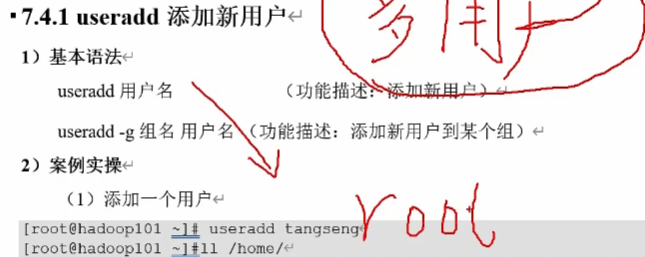 ▪7.4.1 useradd 添加新用户↵
多用户
1）基本语法↵
useradd 用户名 （功能描述：添加新用户）↵
useradd -g 组名 用户名 （功能描述：添加新用户到某个组）↵
2）案例实操↵
（1）添加一个用户↵
root
[root@hadoop101 ~]# useradd tangseng↵
[root@hadoop101 ~]#ll /home/↵